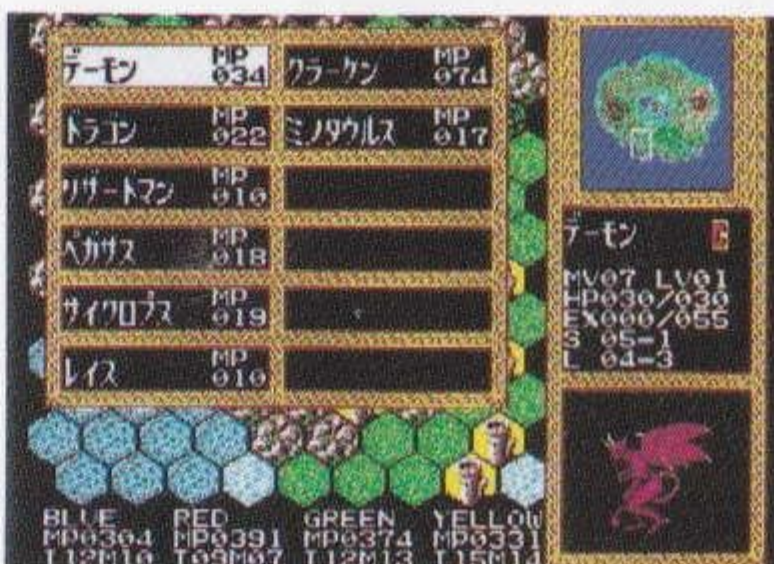 デーモン MP 034
クラーケン MP 074
ドラゴン MP 022
ミノタウルス MP 017
リザードマン MP 010
ペガサス MP 018
サイクロプス MP 019
レイス MP 010
デーモン C
MV07 LV01
HP030/030
EX000/055
S 05-1
L 04-3
BLUE RED GREEN YELLOW
MP0304 MP0391 MP0374 MP0331
T12M10 T09M07 T12M13 T15M14